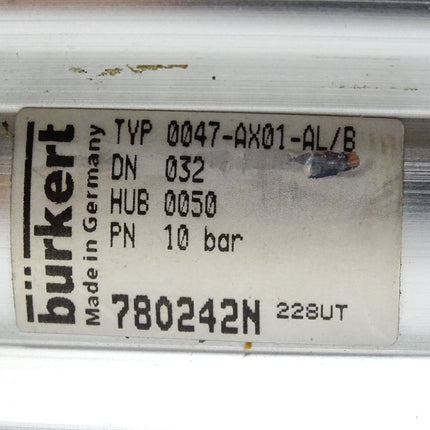 bürkert
Made in Germany
TYP 0047-AX01-AL/B
DN 032
HUB 0050
PN 10 bar
780242N 228UT